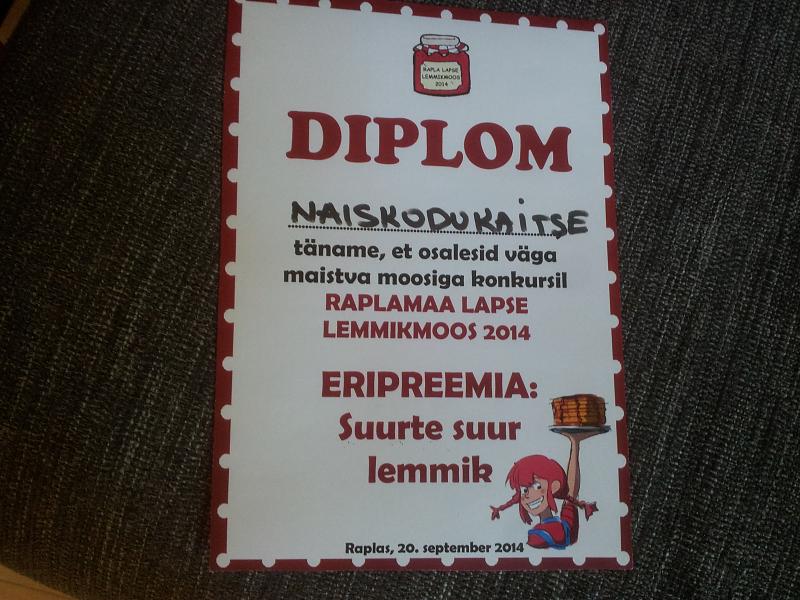 RAPLA LAPSE
LEMMIKMOOS
2014
DIPLOM
NAISKODUKAITSE
täname, et osalesid väga
maistva moosiga konkursil
RAPLAMAA LAPSE
LEMMIKMOOS 2014
ERIPREEMIA:
Suurte suur
lemmik
Raplas, 20. september 2014